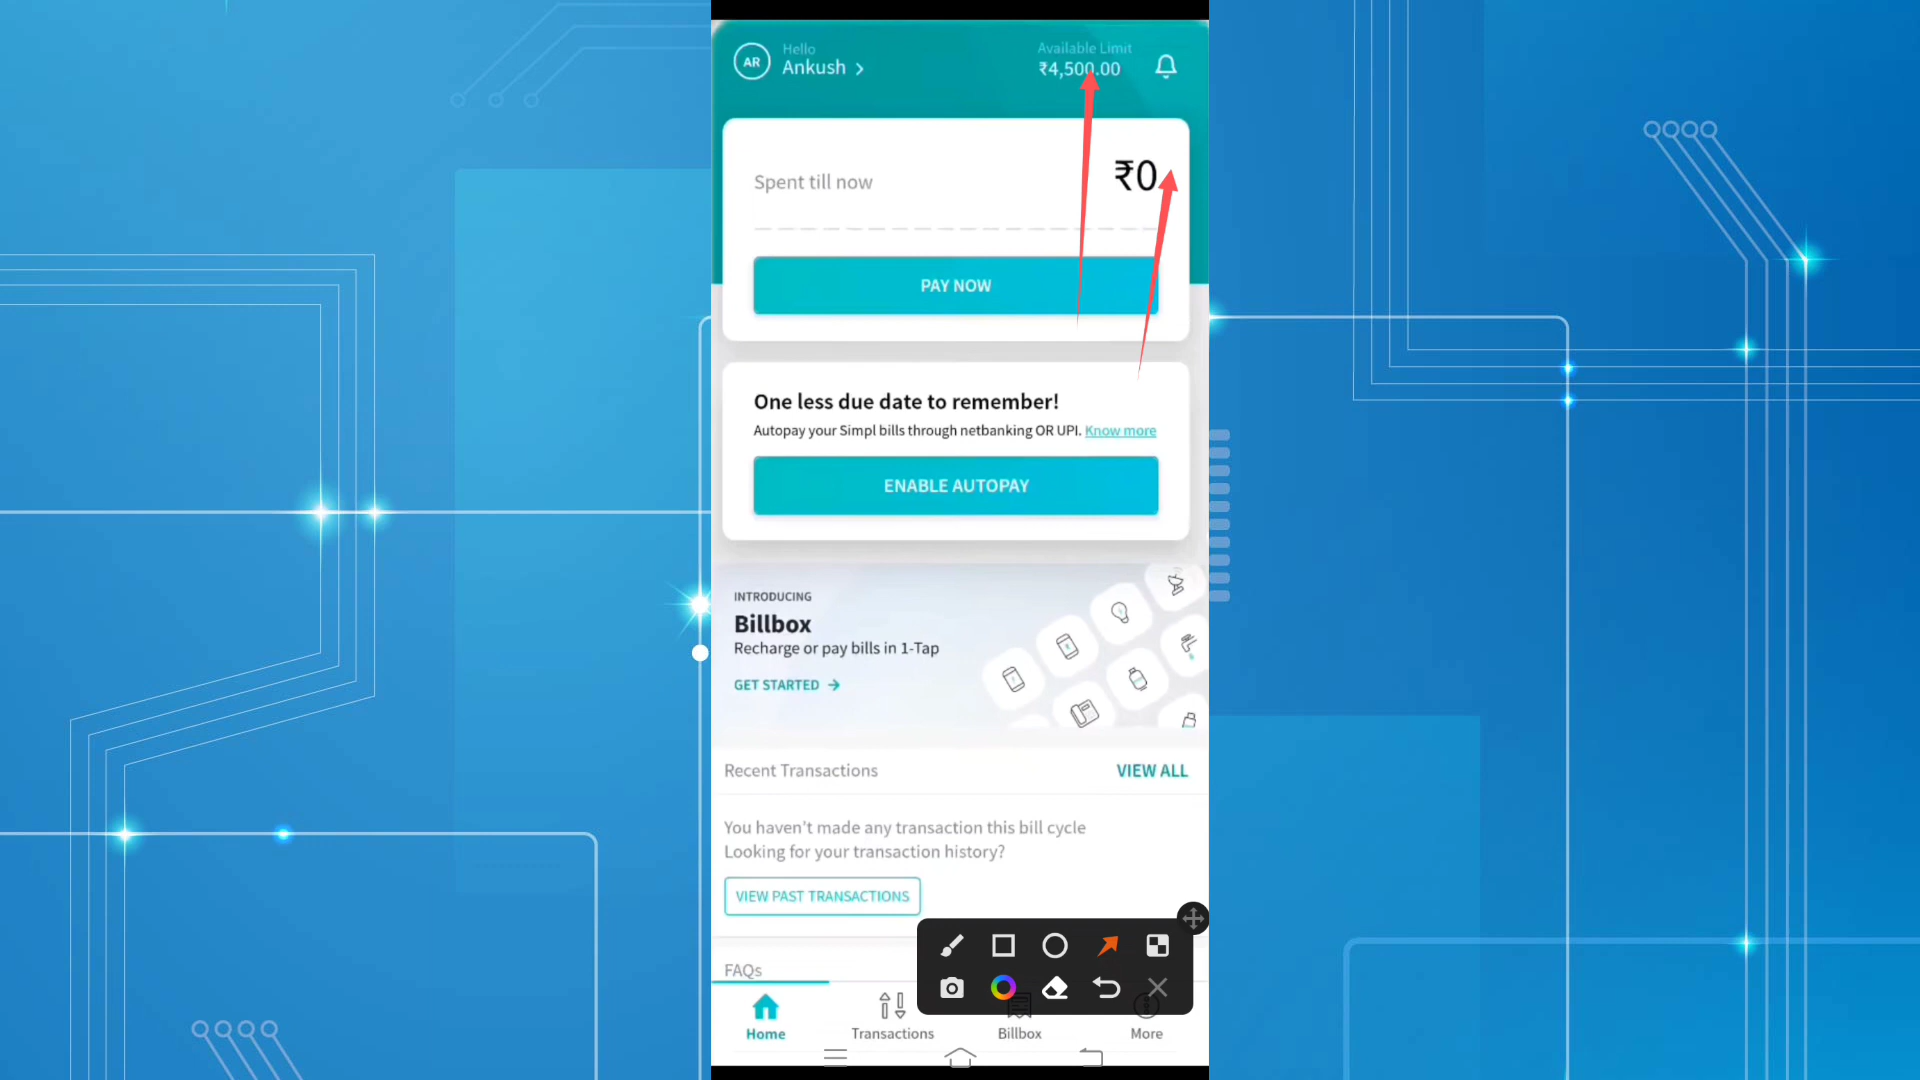 AR
Hello
Ankush
Available Limit
₹4,500.00
Spent till now
₹0
PAY NOW
One less due date to remember!
Autopay your Simpl bills through netbanking OR UPI. Know more
ENABLE AUTOPAY
INTRODUCING
Billbox
Recharge or pay bills in 1-Tap
GET STARTED
Recent Transactions
VIEW ALL
You haven't made any transaction this bill cycle
Looking for your transaction history?
VIEW PAST TRANSACTIONS
FAQs
Home
Transactions
Billbox
More